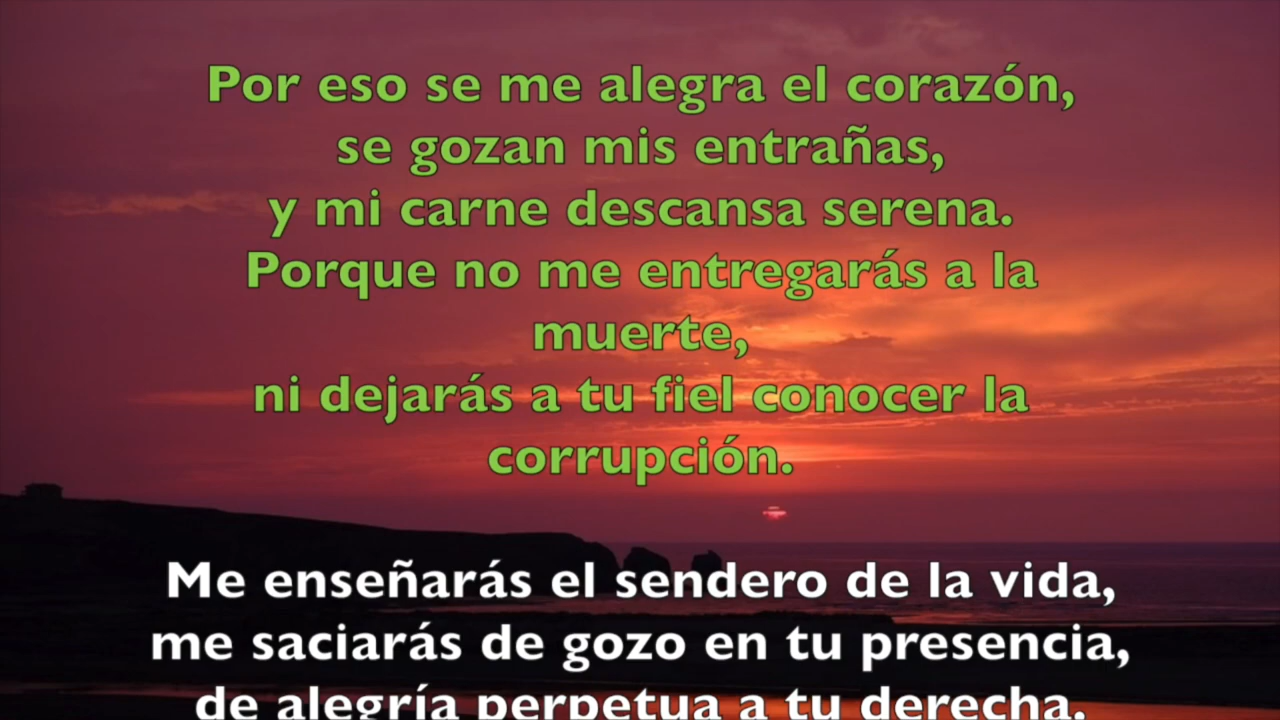 Por eso se me alegra el corazón,
se gozan mis entrañas,
y mi carne descansa serena.
Porque no me entregarás a la
muerte,
ni dejarás a tu fiel conocer la
corrupción.
Me enseñarás el sendero de la vida,
me saciarás de gozo en tu presencia,
de alegría perpetua a tu derecha.